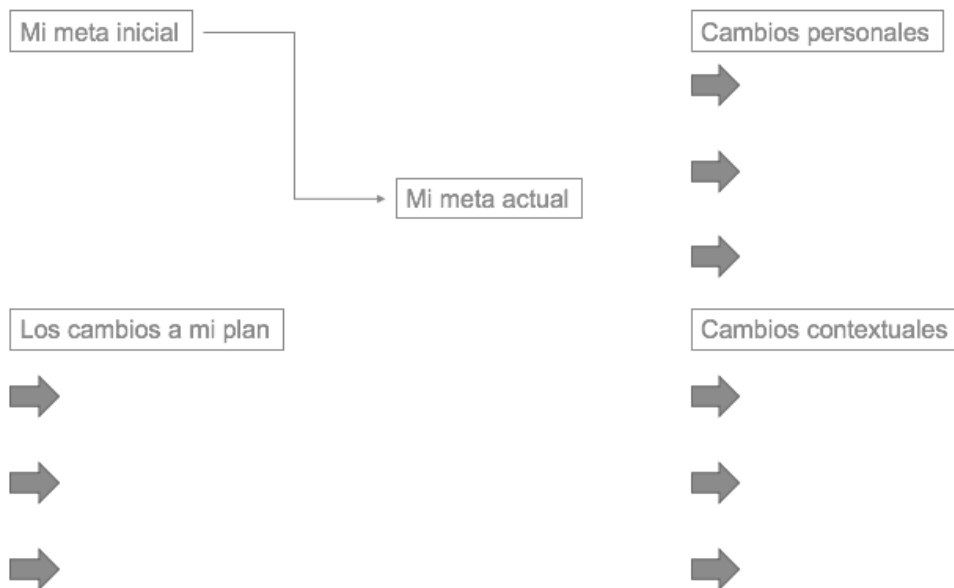 Mi meta inicial
Cambios personales
Mi meta actual
Los cambios a mi plan
Cambios contextuales